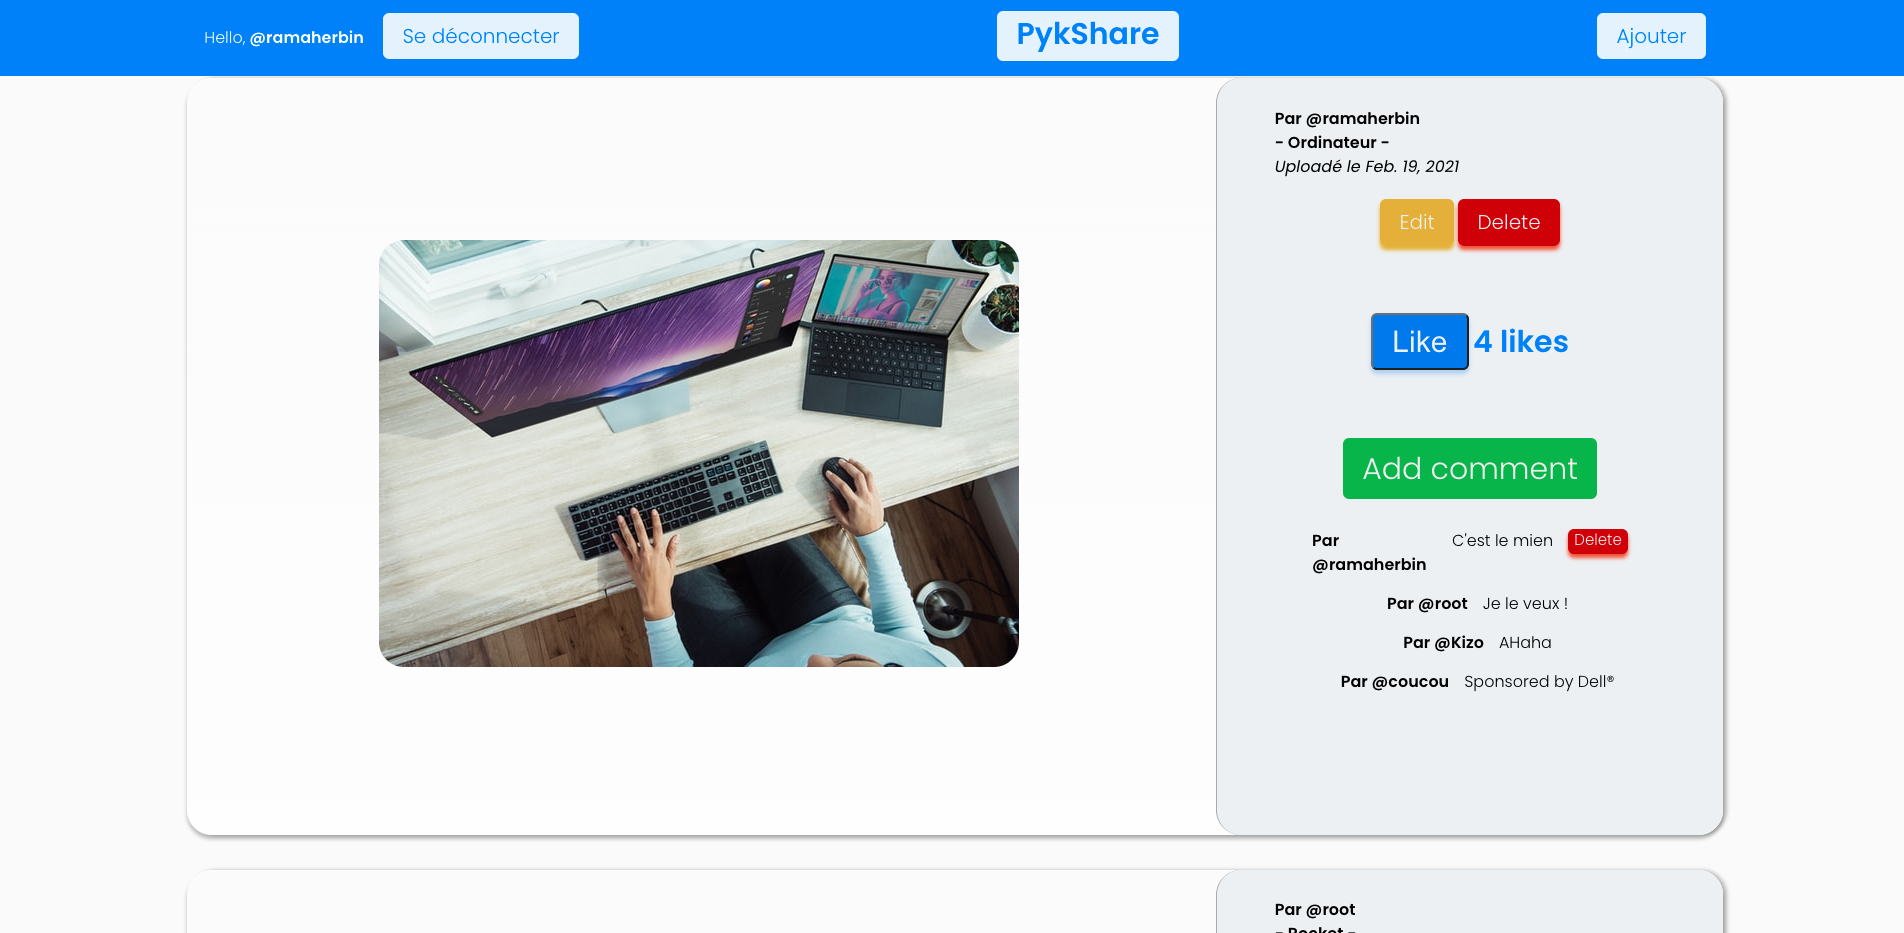 Hello, @ramaherbin Se déconnecter PykShare Ajouter
Par @ramaherbin
- Ordinateur -
Uploadé le Feb. 19, 2021
Edit Delete
Like 4 likes
Add comment
Par @ramaherbin C'est le mien Delete
Par @root Je le veux !
Par @Kizo AHaha
Par @coucou Sponsored by Dell®
Par @root
- Rocket -